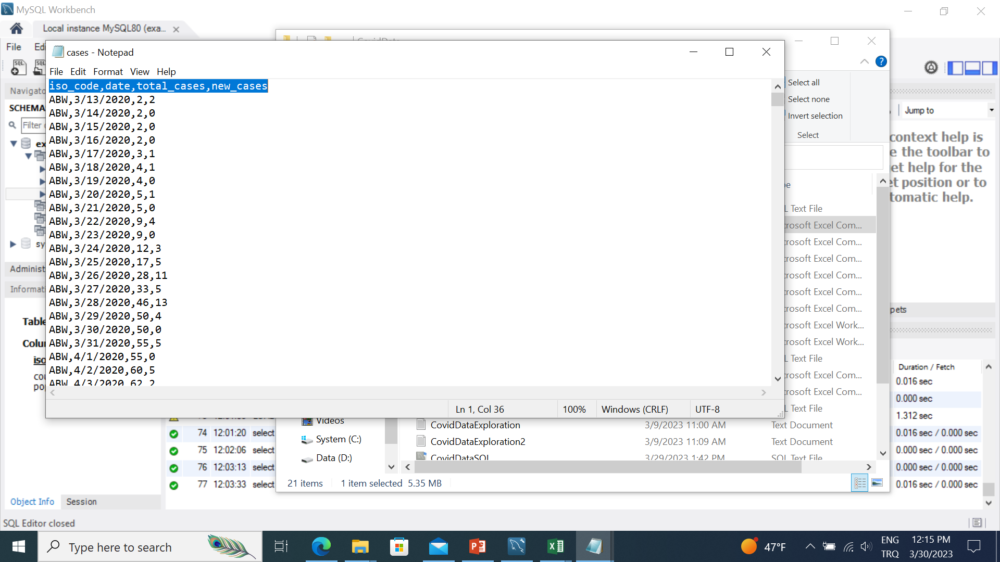 MySQL Workbench
Local instance MySQL80 (exa...
File
CovidData
cases - Notepad
File Edit Format View Help
iso_code,date,total_cases,new_cases
ABW,3/13/2020,2,2
ABW,3/14/2020,2,0
ABW,3/15/2020,2,0
ABW,3/16/2020,2,0
ABW,3/17/2020,3,1
ABW,3/18/2020,4,1
ABW,3/19/2020,4,0
ABW,3/20/2020,5,1
ABW,3/21/2020,5,0
ABW,3/22/2020,9,4
ABW,3/23/2020,9,0
ABW,3/24/2020,12,3
ABW,3/25/2020,17,5
ABW,3/26/2020,28,11
ABW,3/27/2020,33,5
ABW,3/28/2020,46,13
ABW,3/29/2020,50,4
ABW,3/30/2020,50,0
ABW,3/31/2020,55,5
ABW,4/1/2020,55,0
ABW,4/2/2020,60,5
ABW,4/3/2020,62,2
Ln 1, Col 36
100%
Windows (CRLF)
UTF-8
SQL
Navigato
SCHEMA
Filter
ex
sy
Administ
Informat
Table
Colu
iso
cou
pop
Object Info Session
SQL Editor closed
Select all
Select none
Invert selection
Select
pe
L Text File
crosoft Excel Com...
crosoft Excel Com...
crosoft Excel Com...
crosoft Excel Com...
crosoft Excel Com...
crosoft Excel Com...
crosoft Excel Work...
crosoft Excel Work...
L Text File
crosoft Excel Com...
crosoft Excel Com...
L Text File
Videos
System (C:)
Data (D:)
CovidDataExploration 3/9/2023 11:00 AM Text Document
CovidDataExploration2 3/9/2023 11:09 AM Text Document
CovidDataSQL 3/29/2023 1:42 PM SQL Text File
21 items 1 item selected 5.35 MB
Jump to
context help is
e the toolbar to
et help for the
t position or to
tomatic help.
pets
Duration / Fetch
0.016 sec
0.000 sec
1.312 sec
74 12:01:20 select 0.016 sec / 0.000 sec
75 12:02:06 select 0.000 sec / 0.000 sec
76 12:03:13 select 0.000 sec / 0.000 sec
77 12:03:33 select 0.016 sec / 0.000 sec
Type here to search
47°F
ENG
TRQ
12:15 PM
3/30/2023